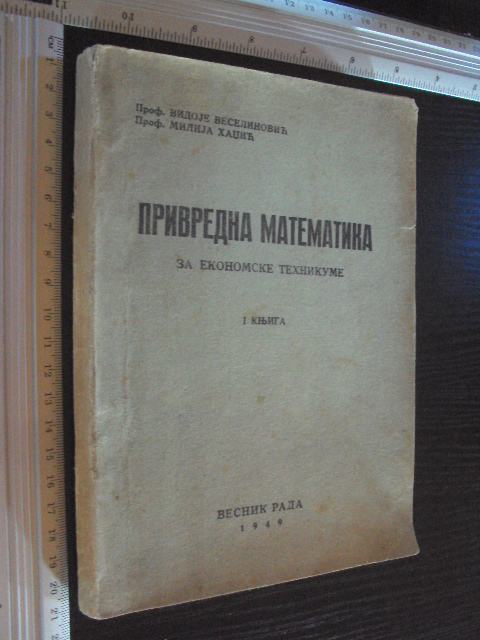 Проф. ВИДОЈЕ ВЕСЕЛИНОВИЋ
Проф. МИЛИЈА ХАЏИЋ
ПРИВРЕДНА МАТЕМАТИКА
ЗА ЕКОНОМСКЕ ТЕХНИКУМЕ
I КЊИГА
ВЕСНИК РАДА
1949